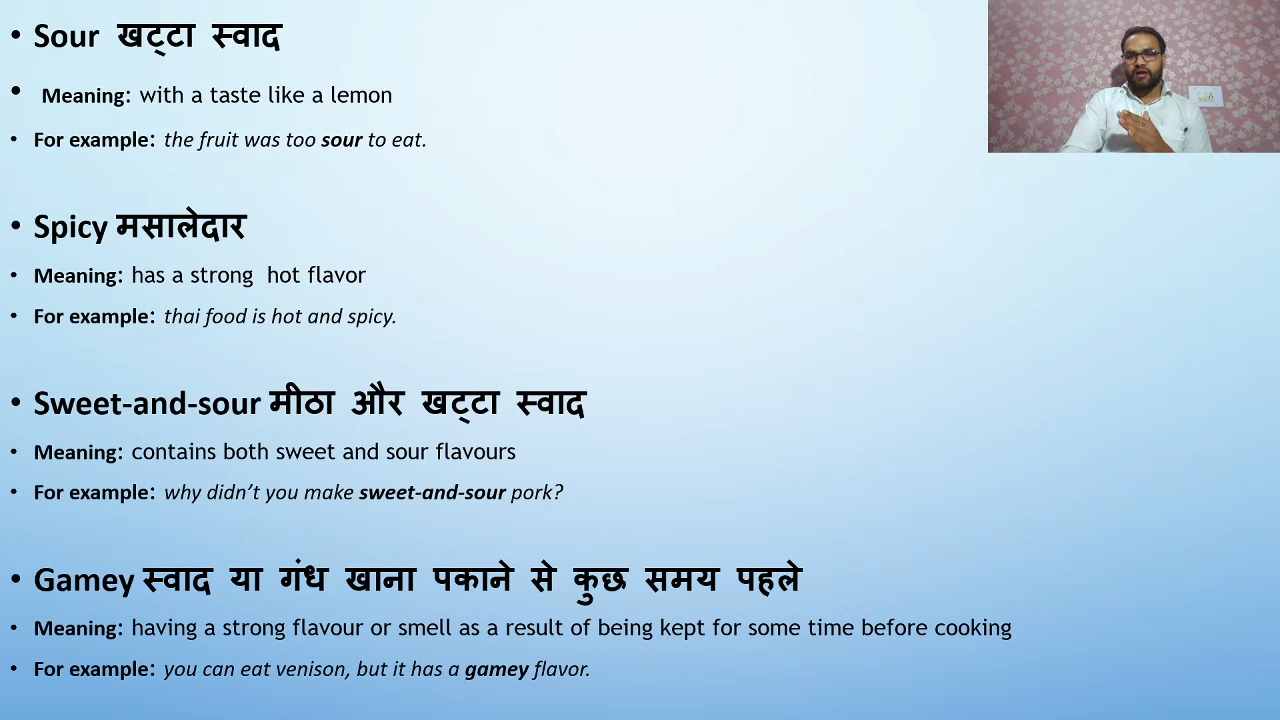 • Sour खट्टा स्वाद
• Meaning: with a taste like a lemon
• For example: the fruit was too sour to eat.
• Spicy मसालेदार
• Meaning: has a strong hot flavor
• For example: thai food is hot and spicy.
• Sweet-and-sour मीठा और खट्टा स्वाद
• Meaning: contains both sweet and sour flavours
• For example: why didn’t you make sweet-and-sour pork?
• Gamey स्वाद या गंध खाना पकाने से कुछ समय पहले
• Meaning: having a strong flavour or smell as a result of being kept for some time before cooking
• For example: you can eat venison, but it has a gamey flavor.